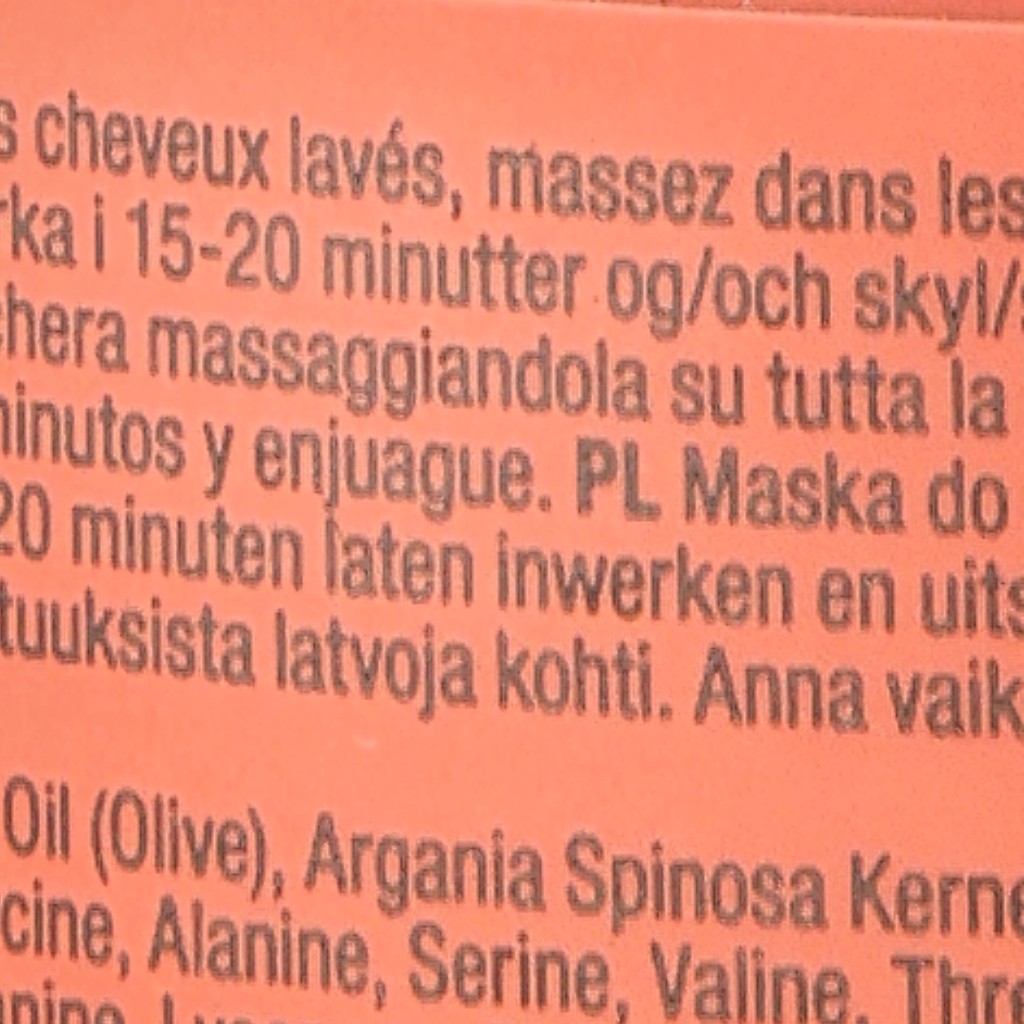 s cheveux lavés, massez dans les
rka i 15-20 minutter og/och skyl/s
chera massaggiandola su tutta la
inutos y enjuague. PL Maska do
20 minuten laten inwerken en uits
tuuksista latvoja kohti. Anna vaik
Oil (Olive), Argania Spinosa Kerne
cine, Alanine, Serine, Valine, Thre